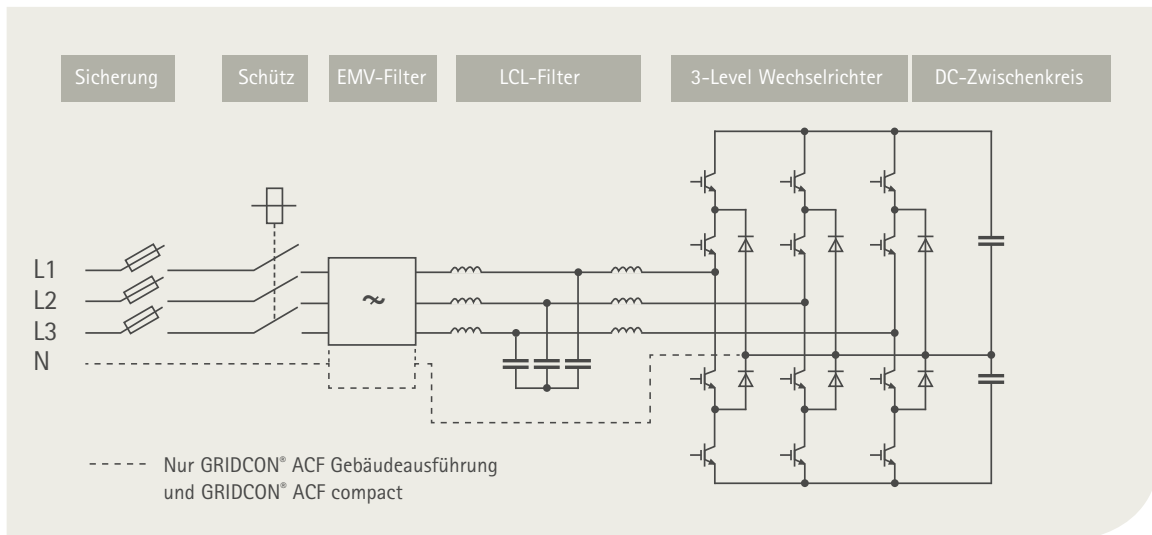 Sicherung
Schütz
EMV-Filter
LCL-Filter
3-Level Wechselrichter
DC-Zwischenkreis
L1
L2
L3
N
~
Nur GRIDCON® ACF Gebäudeausführung
und GRIDCON® ACF compact